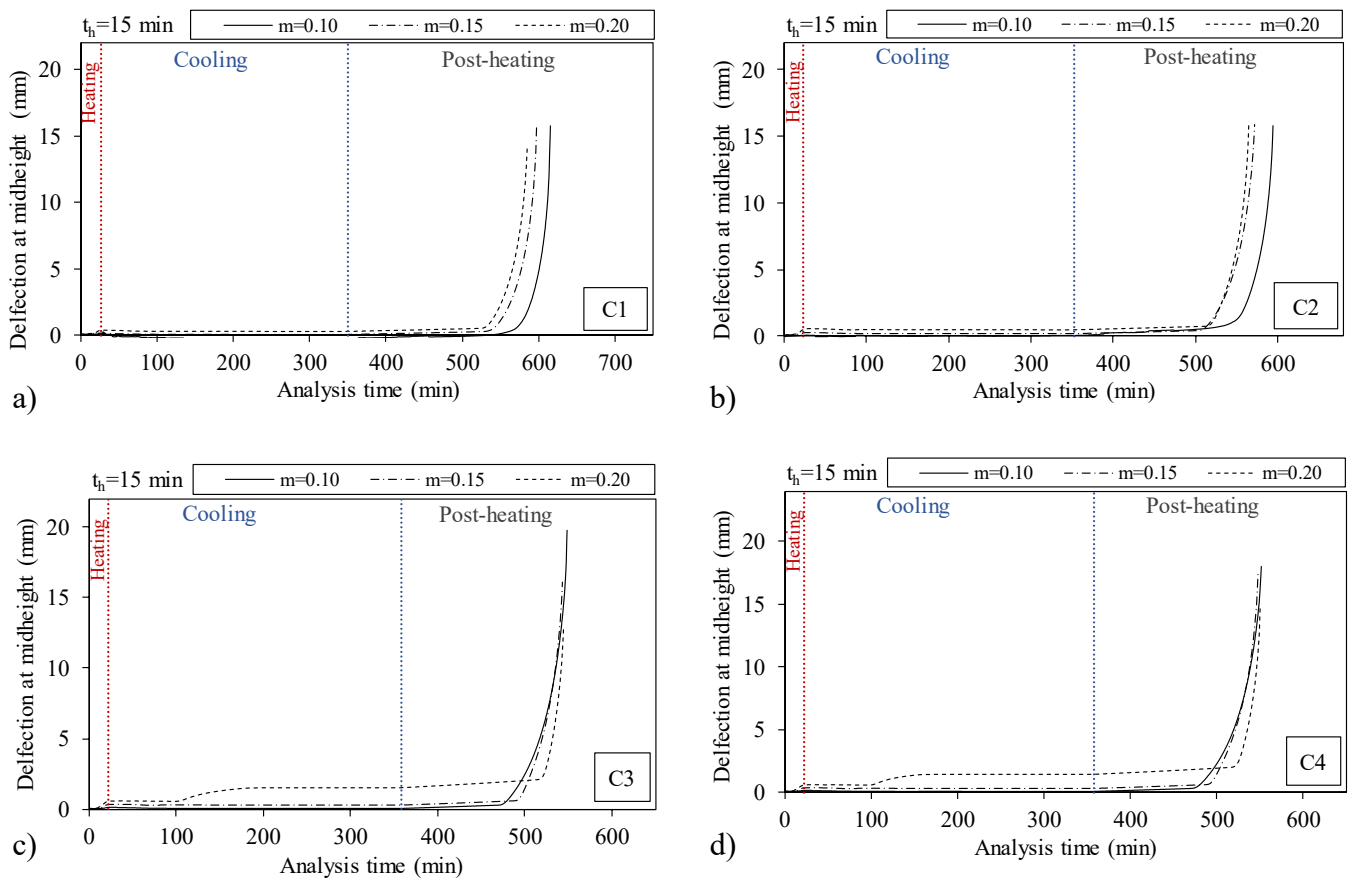 t_h=15 min m=0.10 m=0.15 m=0.20
Heating Cooling Post-heating
Delfection at midheight (mm)
20
15
10
5
0
C1
0 100 200 300 400 500 600 700
Analysis time (min)
a)
t_h=15 min m=0.10 m=0.15 m=0.20
Heating Cooling Post-heating
Delfection at midheight (mm)
20
15
10
5
0
C2
0 100 200 300 400 500 600
Analysis time (min)
b)
t_h=15 min m=0.10 m=0.15 m=0.20
Heating Cooling Post-heating
Delfection at midheight (mm)
20
15
10
5
0
C3
0 100 200 300 400 500 600
Analysis time (min)
c)
t_h=15 min m=0.10 m=0.15 m=0.20
Heating Cooling Post-heating
Delfection at midheight (mm)
20
15
10
5
0
C4
0 100 200 300 400 500 600
Analysis time (min)
d)